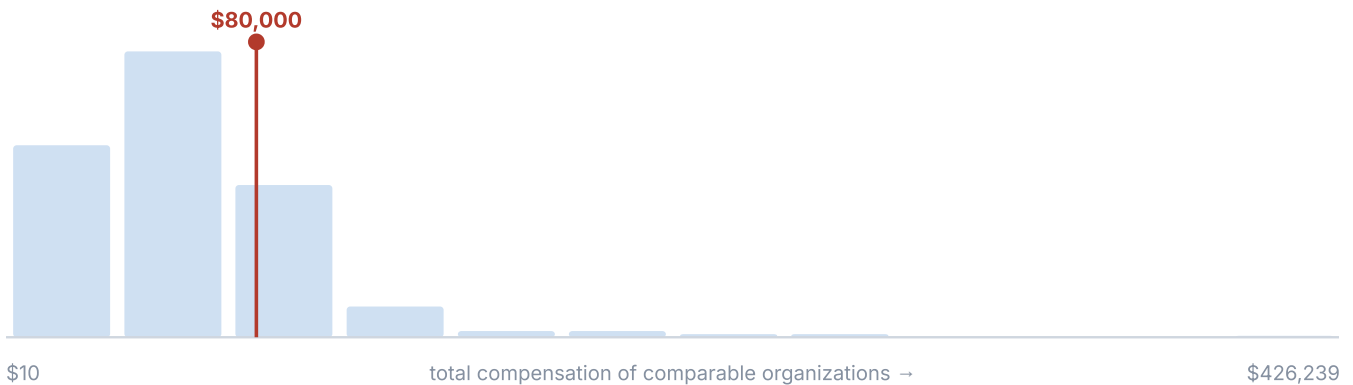 $80,000
$10 total compensation of comparable organizations → $426,239